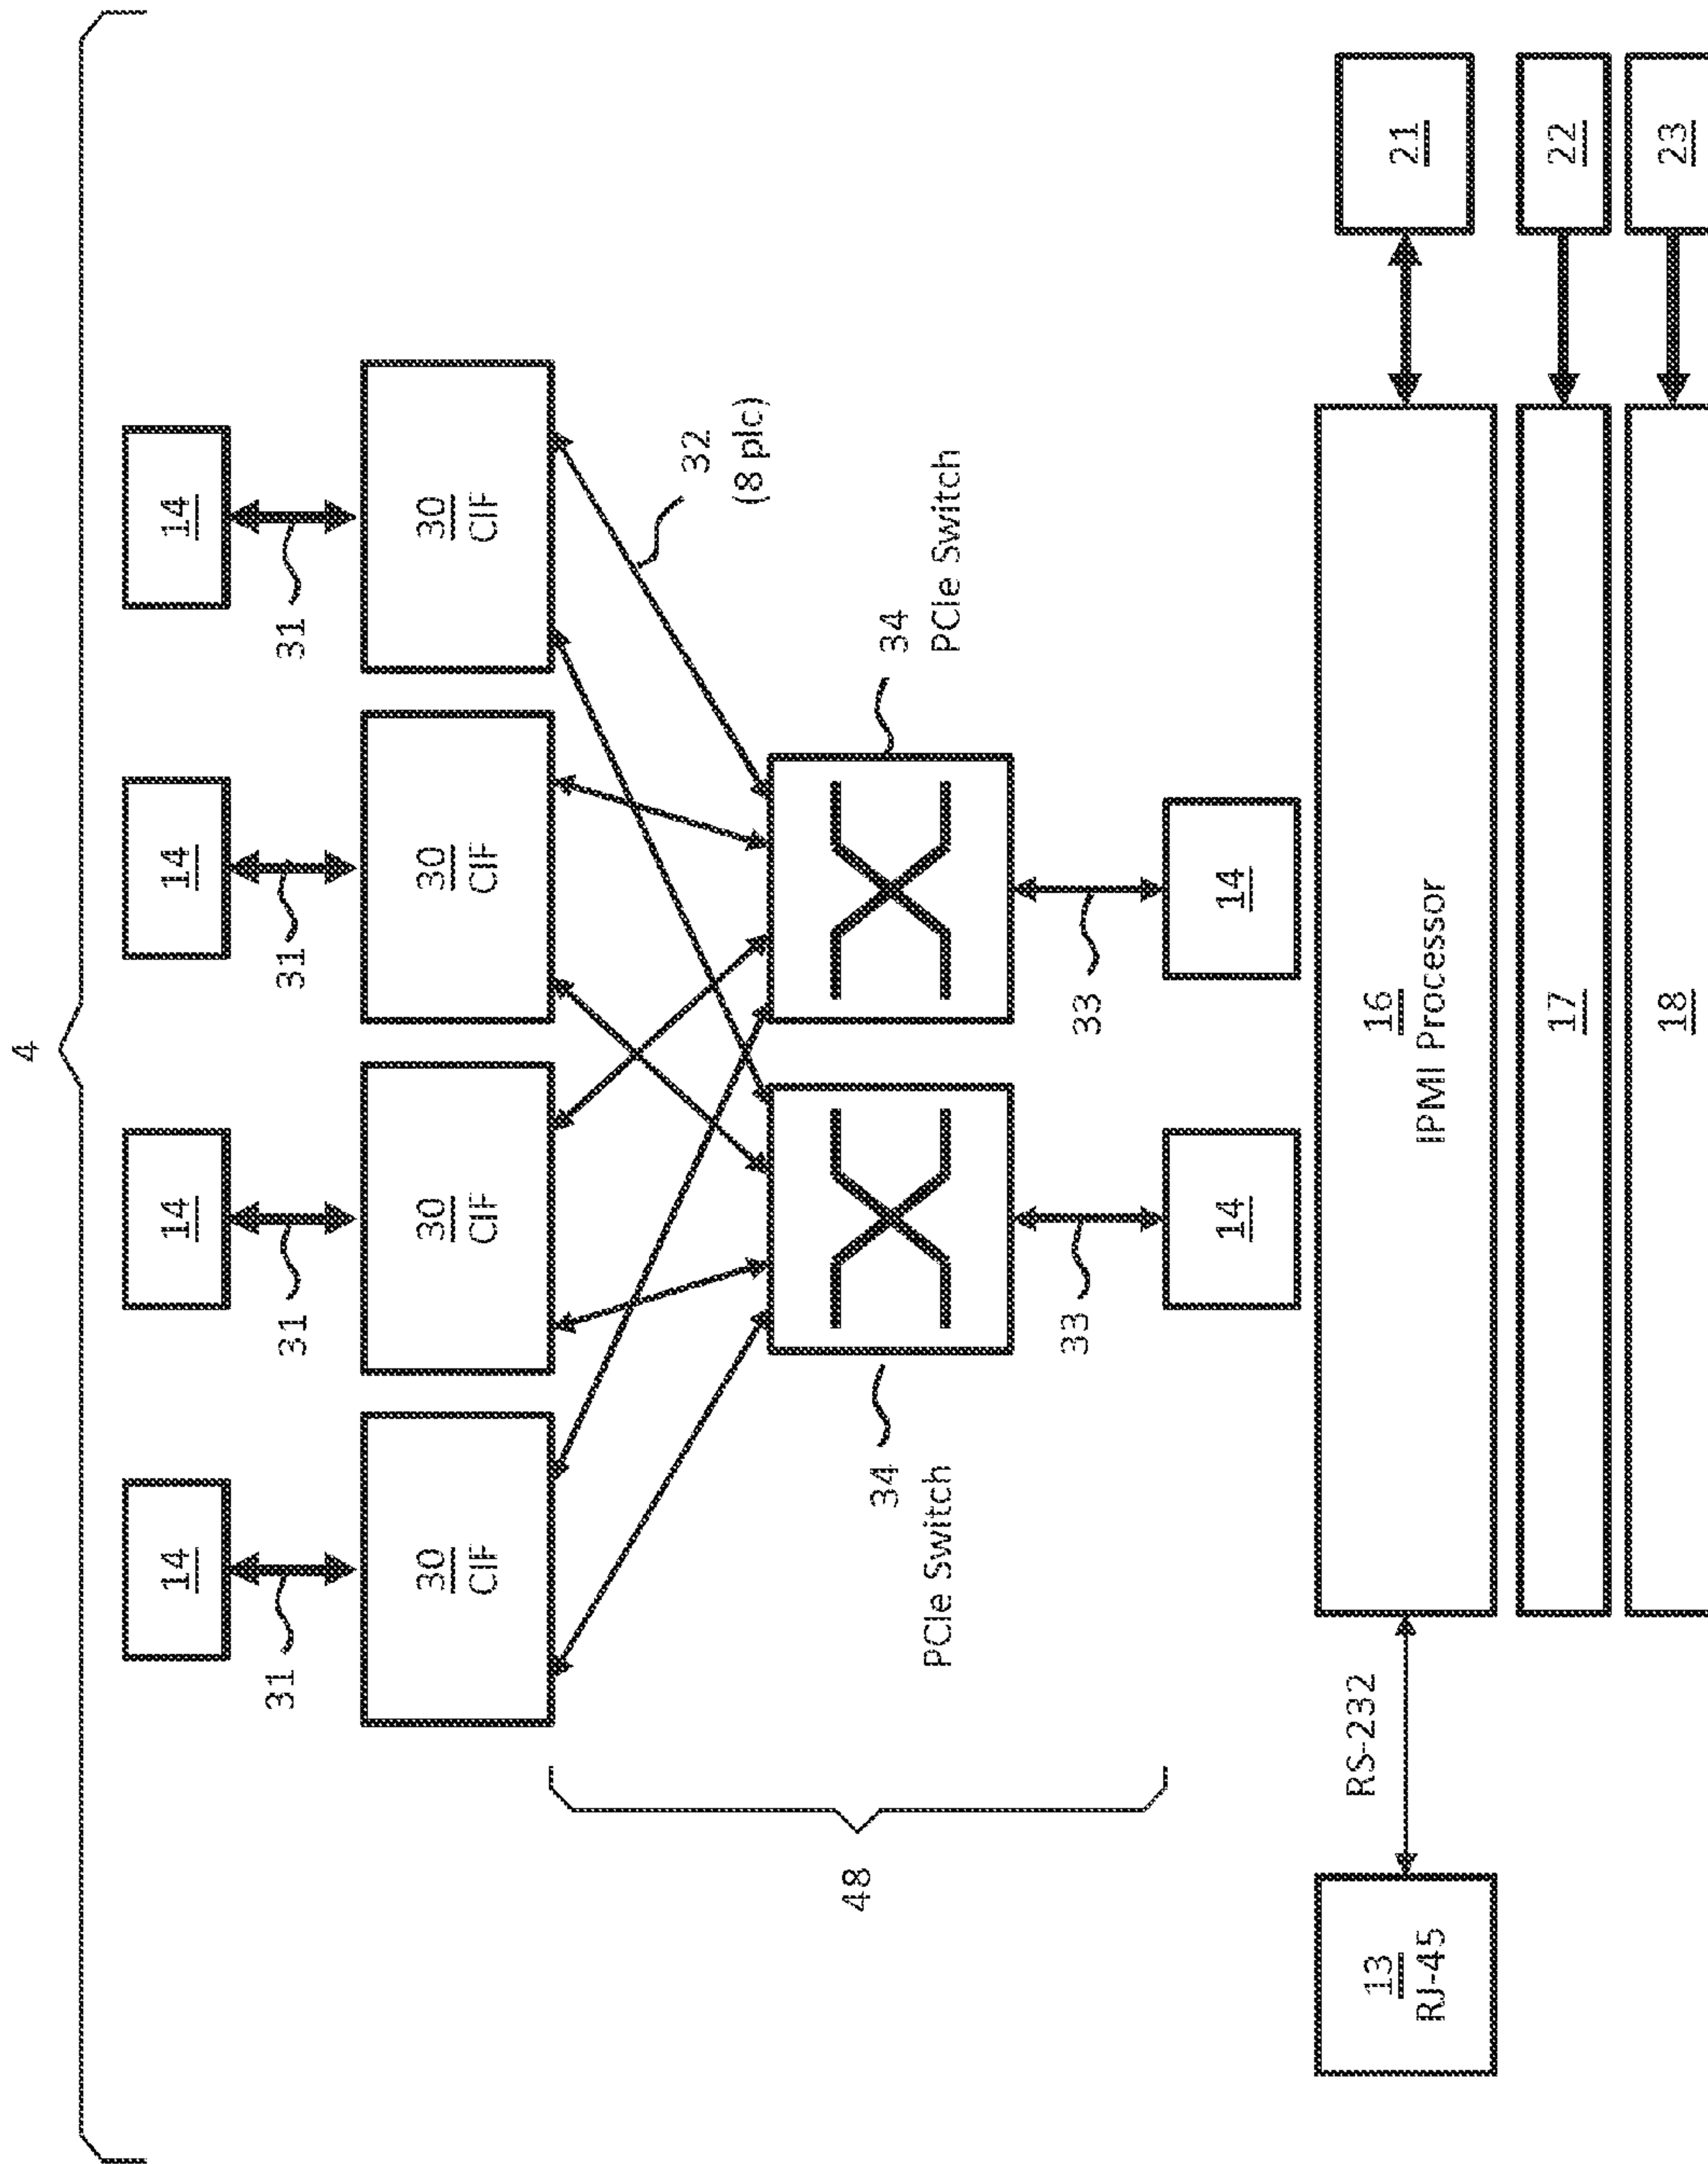 4
14
14
14
14
31
31
31
31
30
CIF
30
CIF
30
CIF
30
CIF
32
(8 plc)
48
34
PCIe Switch
34
PCIe Switch
33
33
14
14
13
RJ-45
RS-232
16
IPMI Processor
21
17
22
18
23